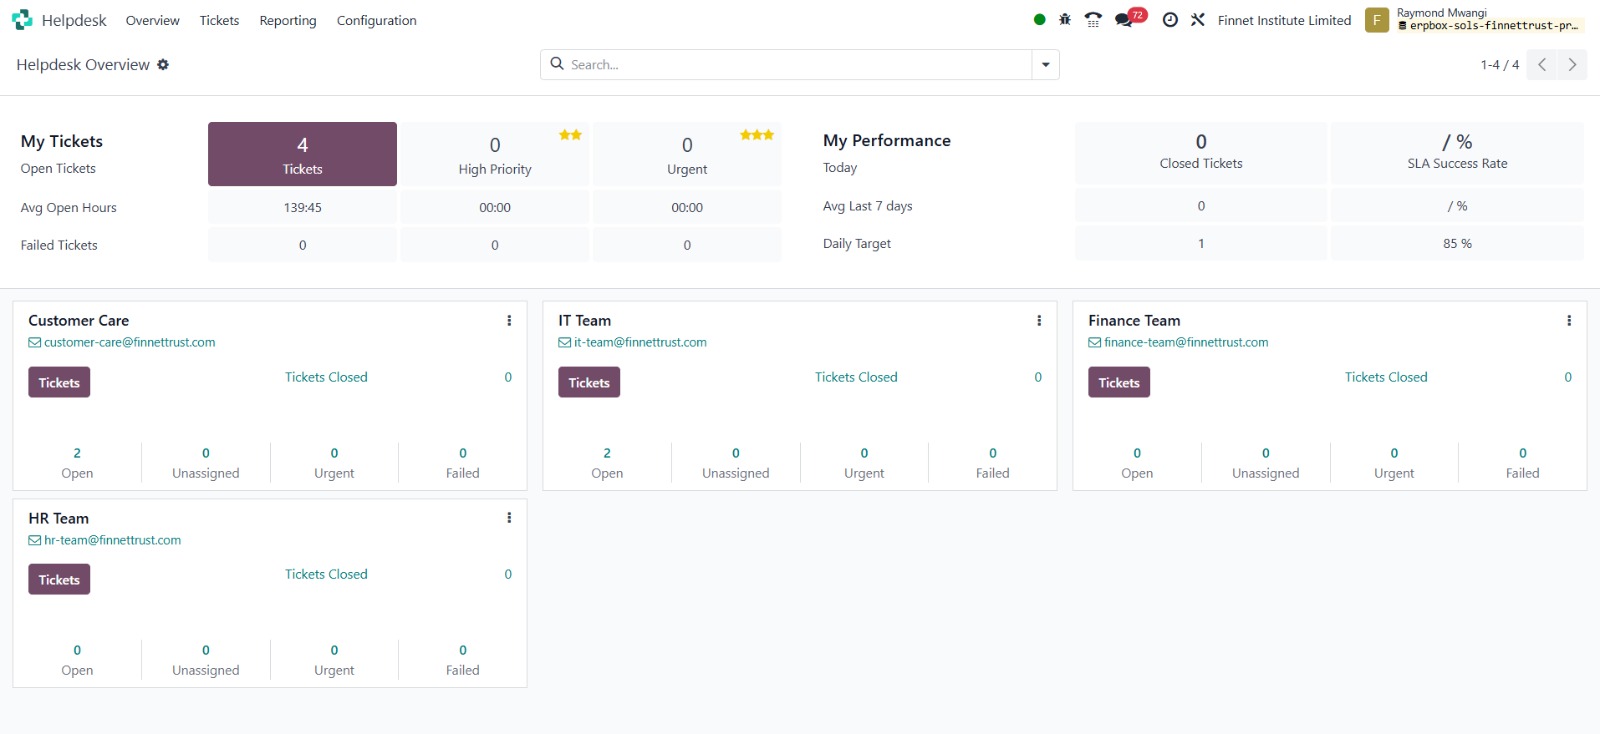 Helpdesk Overview Tickets Reporting Configuration 72 Finnet Institute Limited F Raymond Mwangi
erpbox-sols-finnettrust-pr...
Helpdesk Overview Search... 1-4 / 4
My Tickets
Open Tickets
4
Tickets
0
High Priority
0
Urgent
Avg Open Hours 139:45 00:00 00:00
Failed Tickets 0 0 0
My Performance
Today
0
Closed Tickets
/ %
SLA Success Rate
Avg Last 7 days 0 / %
Daily Target 1 85 %
Customer Care
customer-care@finnettrust.com
Tickets Tickets Closed 0
2 0 0 0
Open Unassigned Urgent Failed
IT Team
it-team@finnettrust.com
Tickets Tickets Closed 0
2 0 0 0
Open Unassigned Urgent Failed
Finance Team
finance-team@finnettrust.com
Tickets Tickets Closed 0
0 0 0 0
Open Unassigned Urgent Failed
HR Team
hr-team@finnettrust.com
Tickets Tickets Closed 0
0 0 0 0
Open Unassigned Urgent Failed